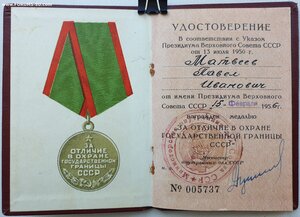 ЗА
ОТЛИЧИЕ
В ОХРАНЕ
ГОСУДАРСТВЕННОЙ
ГРАНИЦЫ
СССР
УДОСТОВЕРЕНИЕ
В соответствии с Указом
Президиума Верховного Совета СССР
от 13 июля 1950 г.
Матвеев
Павел
Иванович
от имени Президиума Верховного
Совета СССР 15 Февраля 1956 г.
награжден медалью
„ЗА ОТЛИЧИЕ В ОХРАНЕ
ГОСУДАРСТВЕННОЙ ГРАНИЦЫ
СССР"
Министр
№ 005737